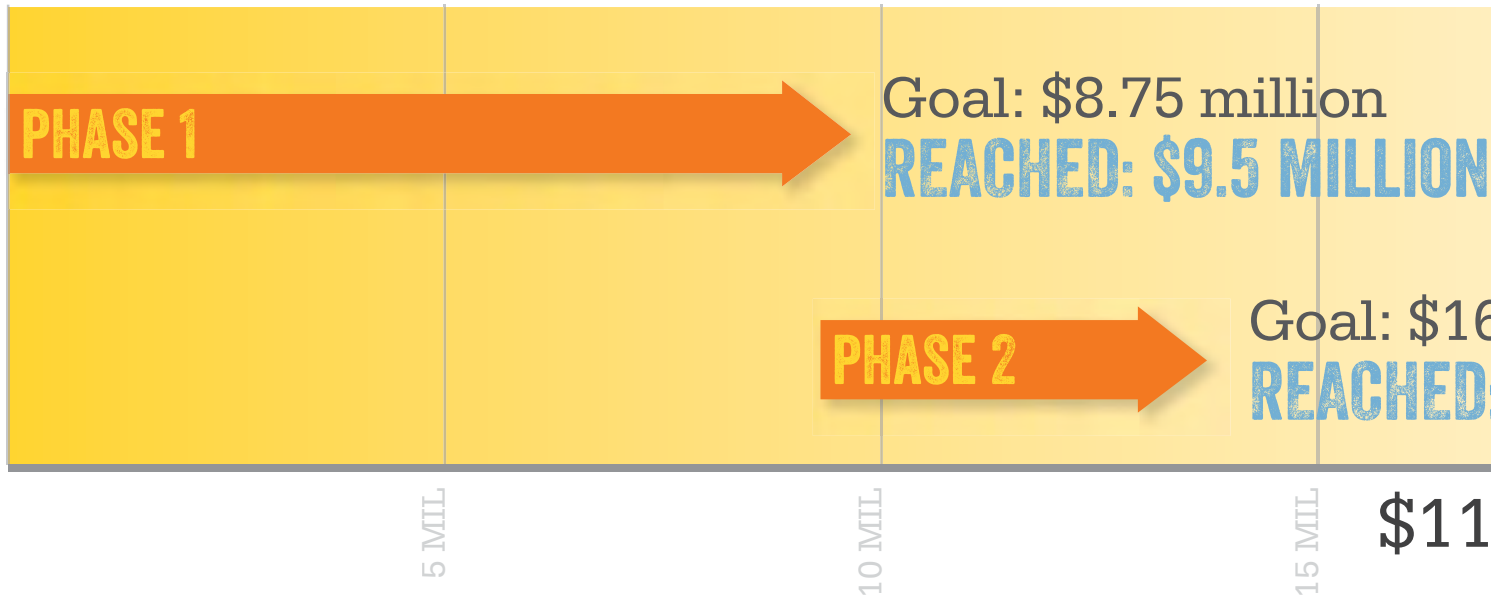 PHASE 1
Goal: $8.75 million
REACHED: $9.5 MILLION
PHASE 2
Goal: $16
REACHED:
5 MIL
10 MIL
15 MIL
$11